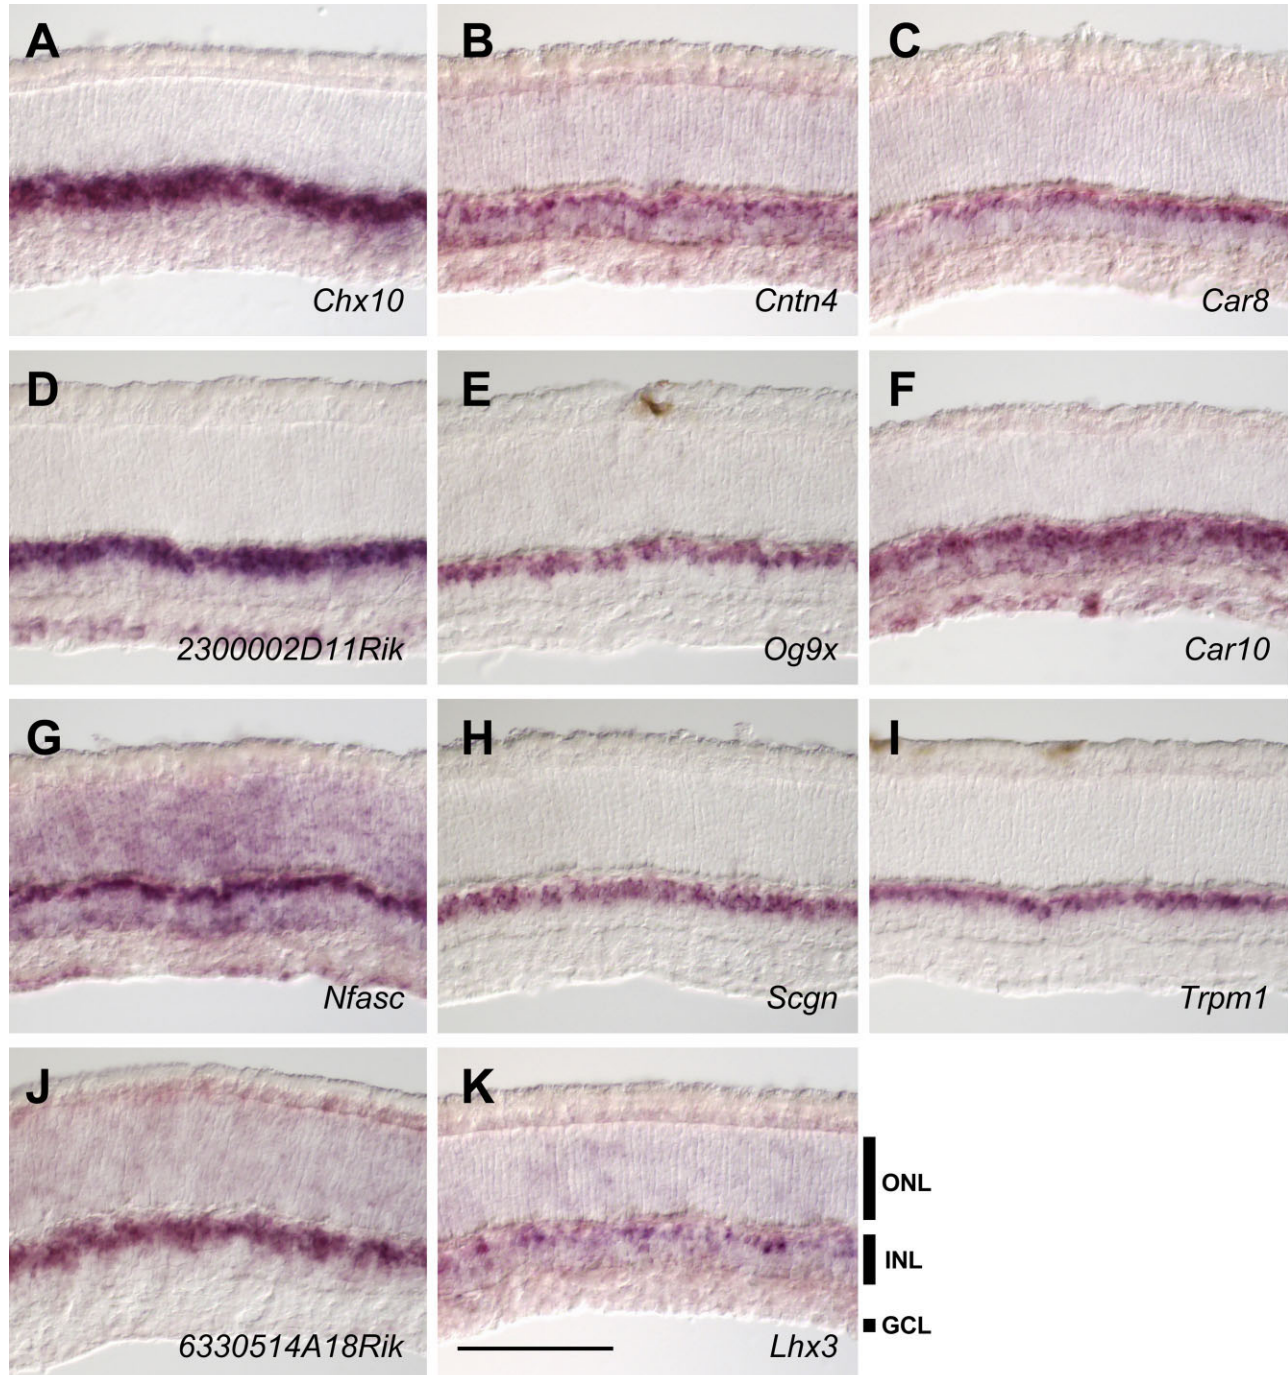 A
B
C
Chx10
Cntn4
Car8
D
E
F
2300002D11Rik
Og9x
Car10
G
H
I
Nfasc
Scgn
Trpm1
J
K
ONL
INL
GCL
6330514A18Rik
Lhx3